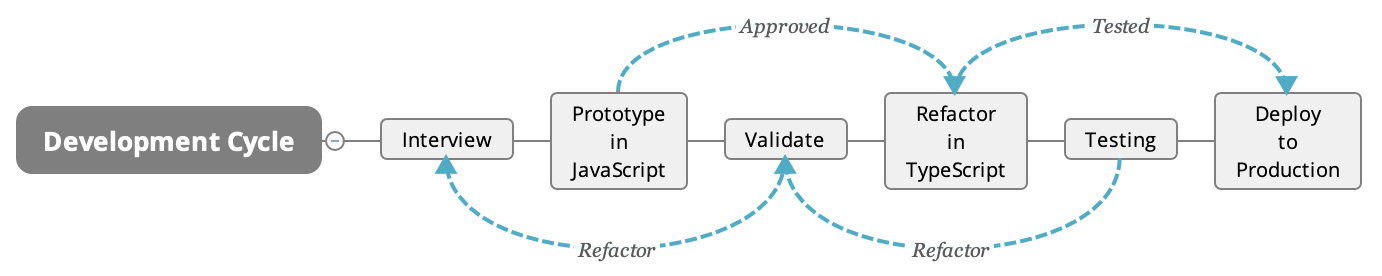 Approved
Tested
Development Cycle
Interview
Prototype
in
JavaScript
Validate
Refactor
in
TypeScript
Testing
Deploy
to
Production
Refactor
Refactor